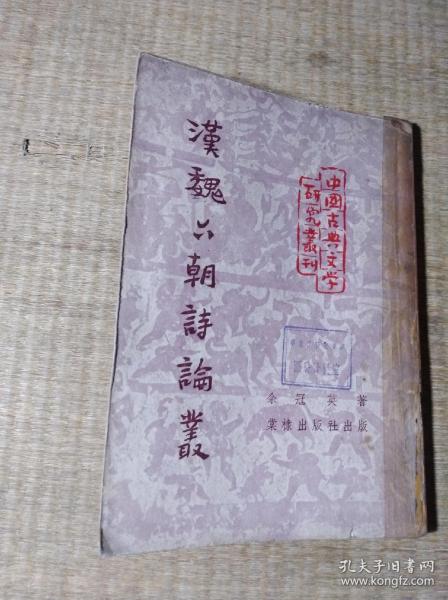 中國古典文學
研究叢刊
漢魏六朝詩論叢
余冠英著
棠棣出版社出版
孔夫子旧书网
www.kongfz.com